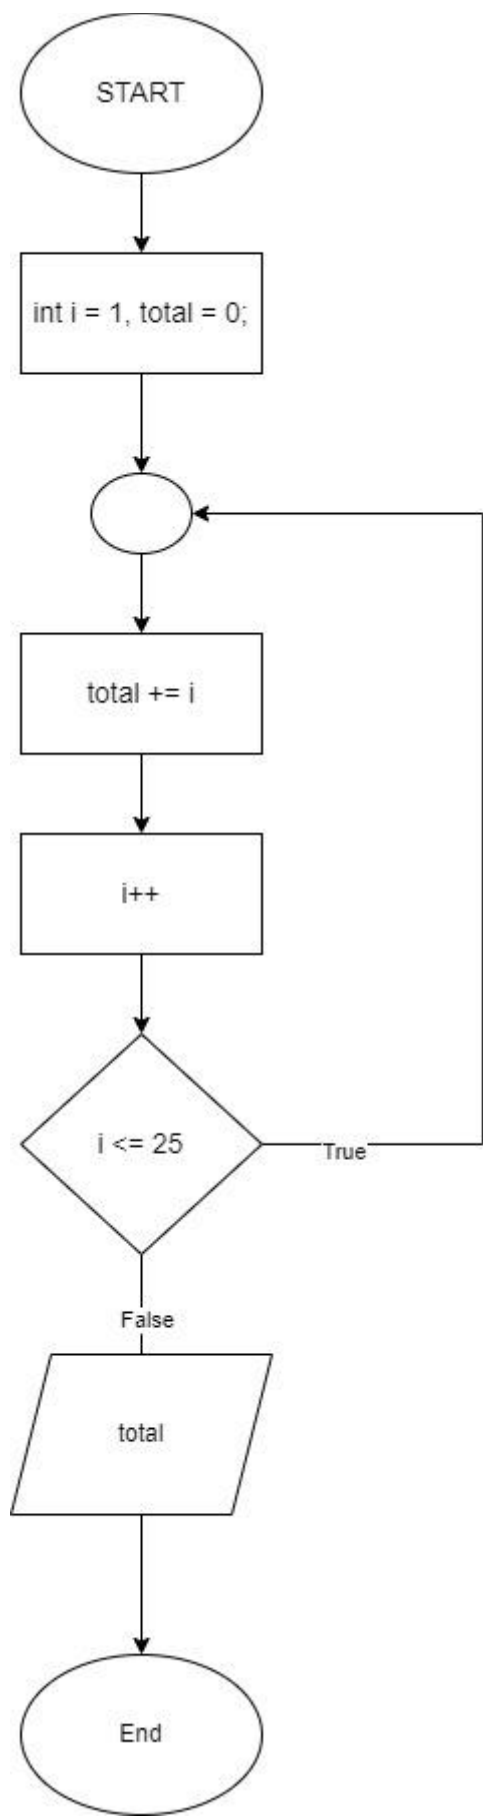 START
int i = 1, total = 0;
total += i
i++
i <= 25
True
False
total
End